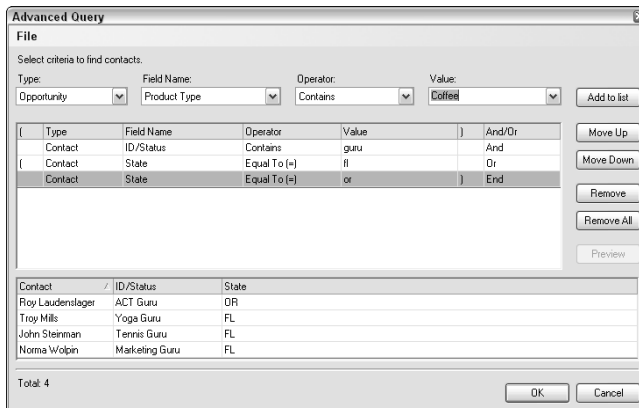 Advanced Query
File
Select criteria to find contacts.
Type: Field Name: Operator: Value:
Opportunity Product Type Contains Coffee Add to list
( Type Field Name Operator Value ) And/Or
Contact ID/Status Contains guru And
( Contact State Equal To (=) fl Or
Contact State Equal To (=) or ) End
Move Up
Move Down
Remove
Remove All
Preview
Contact ID/Status State
Roy Laudenslager ACT Guru OR
Troy Mills Yoga Guru FL
John Steinman Tennis Guru FL
Norma Wolpin Marketing Guru FL
Total: 4
OK Cancel